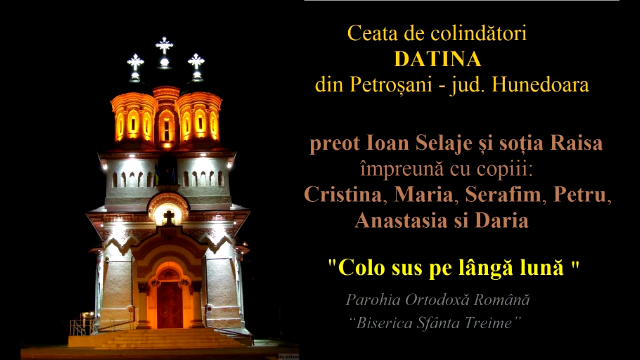 Ceata de colindători
DATINA
din Petroșani - jud. Hunedoara
preot Ioan Selaje și soția Raisa
împreună cu copiii:
Cristina, Maria, Serafim, Petru,
Anastasia si Daria
"Colo sus pe lângă lună "
Parohia Ortodoxă Română
“Biserica Sfânta Treime”